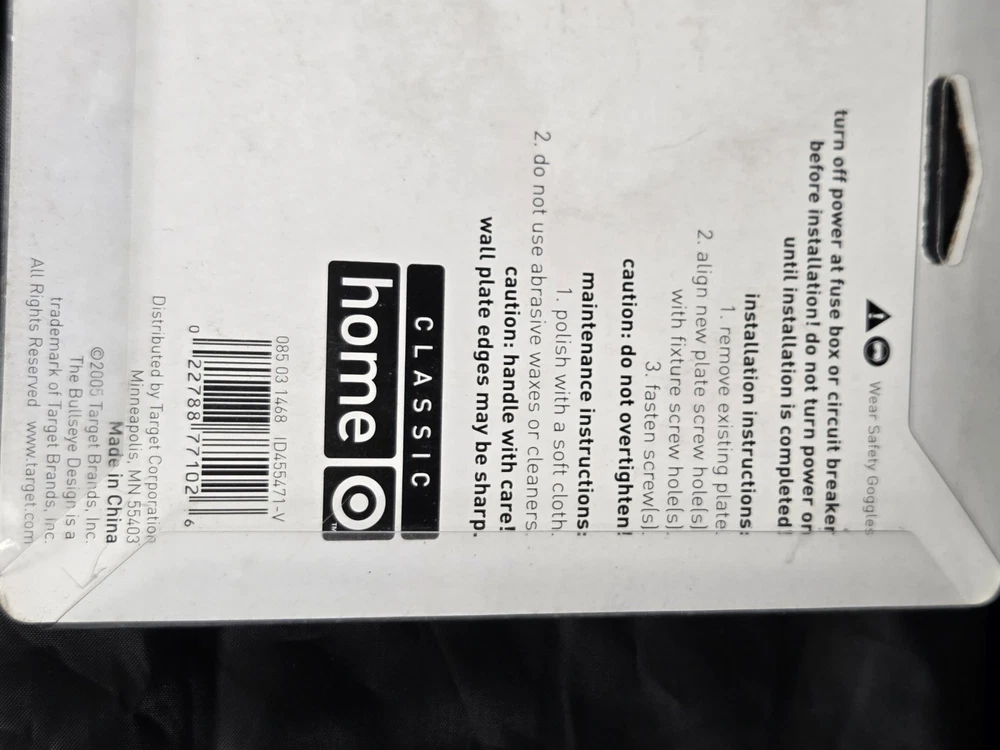 Wear Safety Goggles
turn off power at fuse box or circuit breaker
before installation! do not turn power on
until installation is completed!
installation instructions:
1. remove existing plate.
2. align new plate screw hole(s)
with fixture screw hole(s).
3. fasten screw(s).
caution: do not overtighten!
maintenance instructions:
1. polish with a soft cloth.
2. do not use abrasive waxes or cleaners.
caution: handle with care!
wall plate edges may be sharp.
CLASSIC
home
TM
085 03 1468 ID455471-V
0 22788 77102 6
Distributed by Target Corporation
Minneapolis, MN 55403
Made in China
©2005 Target Brands, Inc.
The Bullseye Design is a
trademark of Target Brands, Inc.
All Rights Reserved www.target.com